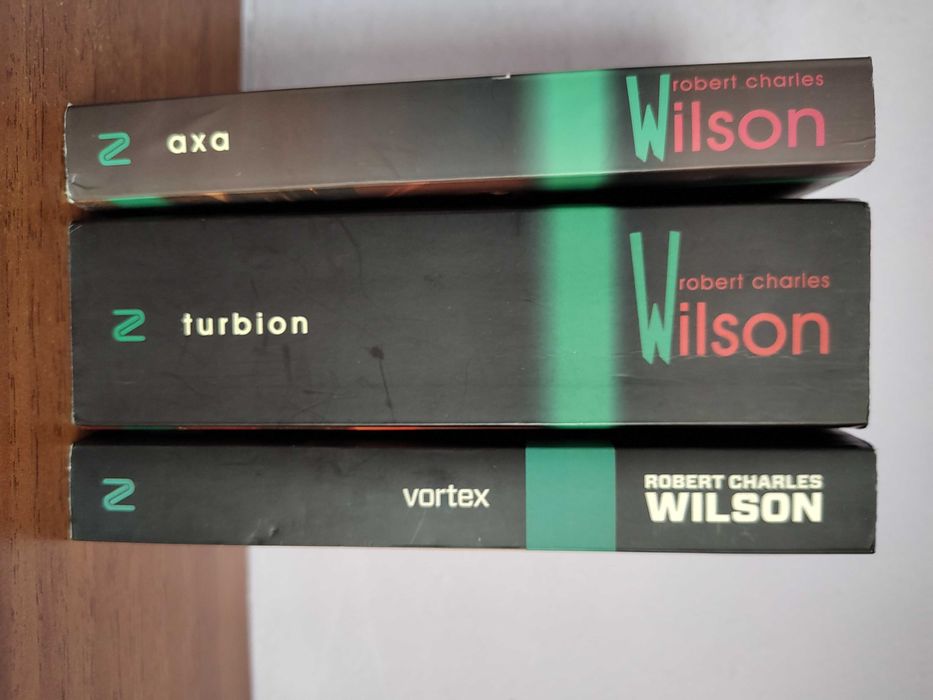 axa
robert charles
Wilson
turbion
robert charles
Wilson
vortex
ROBERT CHARLES
WILSON